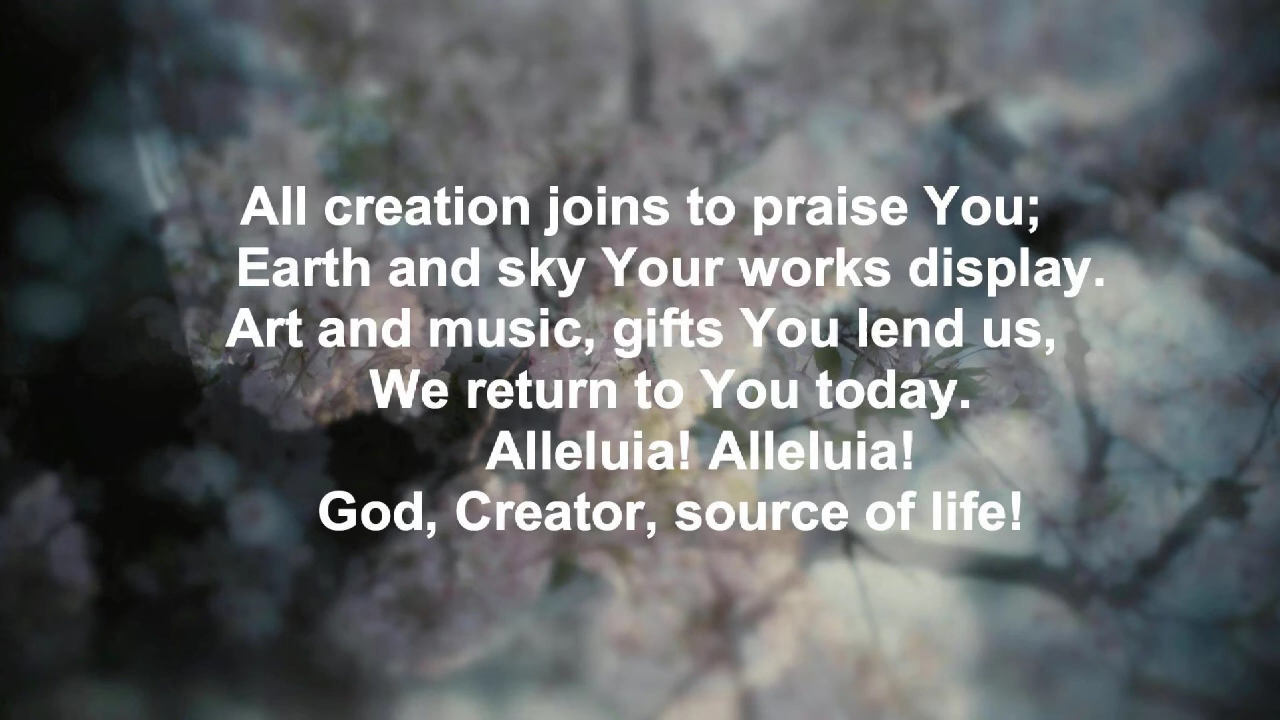 All creation joins to praise You;
Earth and sky Your works display.
Art and music, gifts You lend us,
We return to You today.
Alleluia! Alleluia!
God, Creator, source of life!